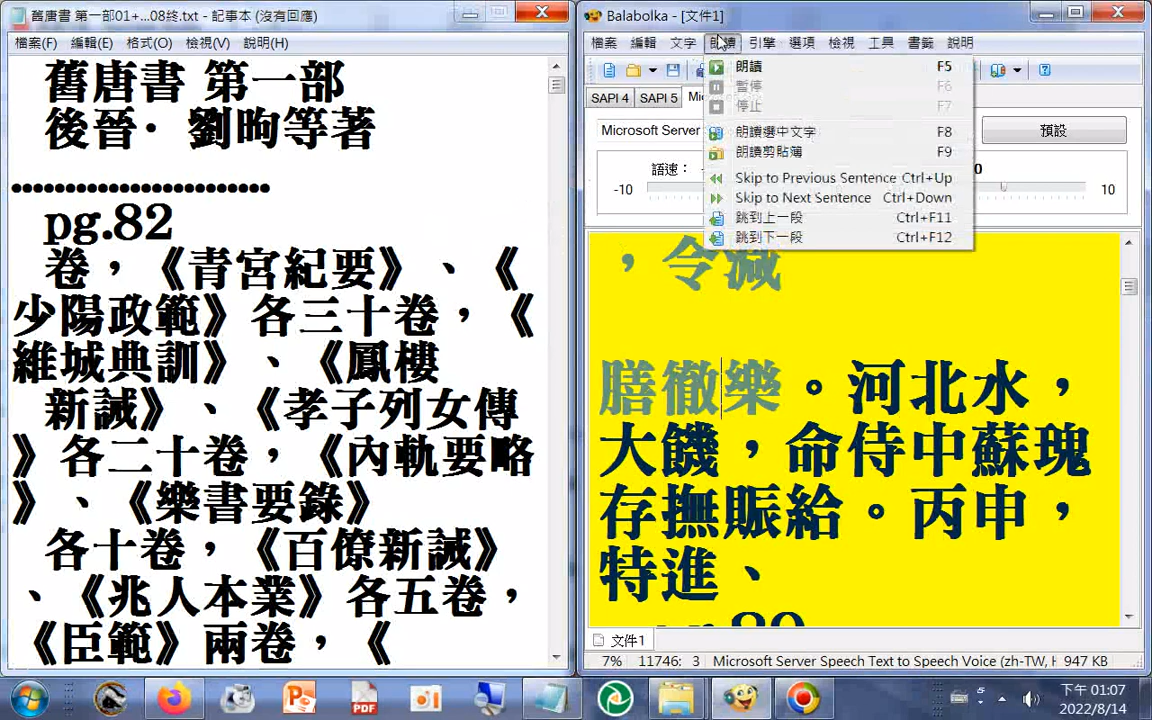 舊唐書 第一部01+...08终.txt - 記事本 (沒有回應)
檔案(F) 編輯(E) 格式(O) 檢視(V) 說明(H)
舊唐書 第一部
後晉· 劉昫等著
••••••••••••••••••••••••
pg.82
卷，《青宮紀要》、《
少陽政範》各三十卷，《
維城典訓》、《鳳樓
新誡》、《孝子列女傳
》各二十卷，《內軌要略
》、《樂書要錄》
各十卷，《百僚新誡》
、《兆人本業》各五卷，
《臣範》兩卷，《
Balabolka - [文件1]
檔案 編輯 文字 朗讀 引擎 選項 檢視 工具 書籤 說明
朗讀 F5
暫停 F6
停止 F7
朗讀選中文字 F8
朗讀剪貼簿 F9
Skip to Previous Sentence Ctrl+Up
Skip to Next Sentence Ctrl+Down
跳到上一段 Ctrl+F11
跳到下一段 Ctrl+F12
SAPI 4 SAPI 5
Microsoft Server
預設
語速：
-10
0
10
，令減
膳徹樂。河北水，
大饑，命侍中蘇瑰
存撫賑給。丙申，
特進、
文件1
7% 11746: 3 Microsoft Server Speech Text to Speech Voice (zh-TW, H 947 KB
下午 01:07
2022/8/14